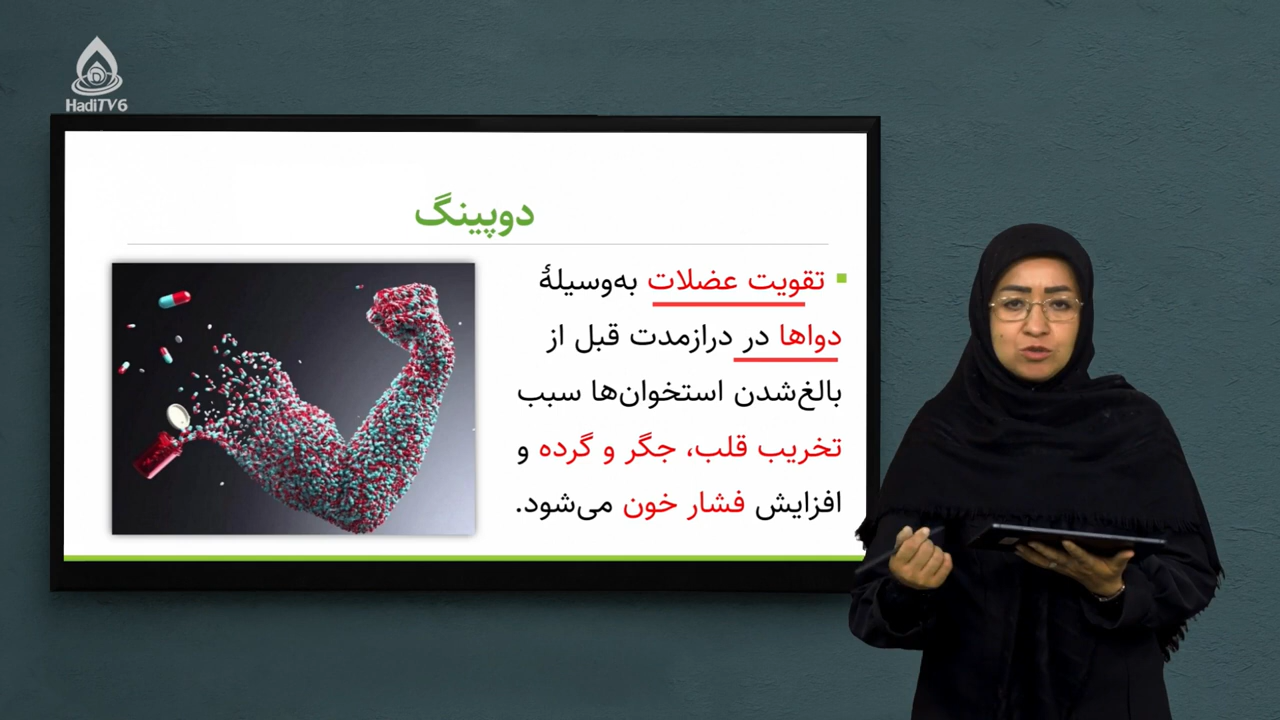 HadiTV6
دوپینگ
تقویت عضلات به‌وسیلهٔ
دواها در درازمدت قبل از
بالغ‌شدن استخوان‌ها سبب
تخریب قلب، جگر و گرده و
افزایش فشار خون می‌شود.